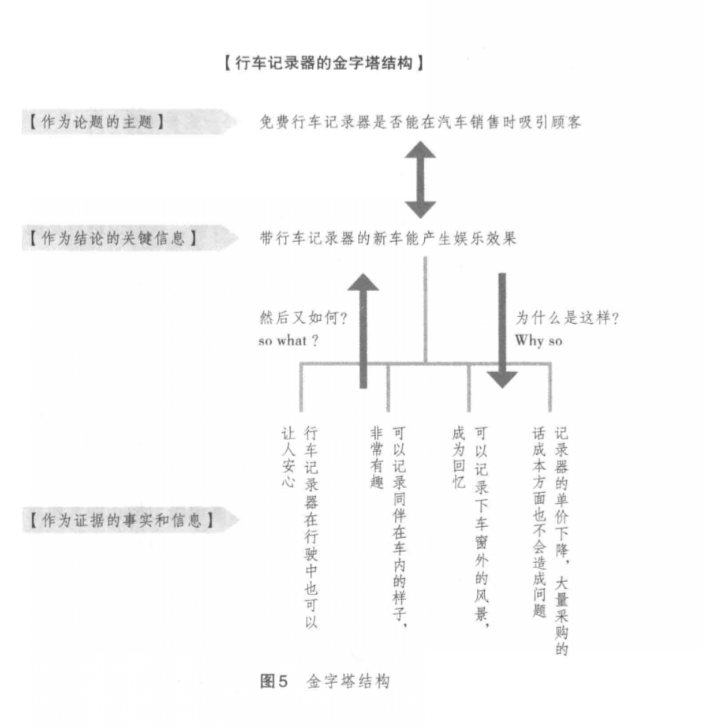 【行车记录器的金字塔结构】
【作为论题的主题】
免费行车记录器是否能在汽车销售时吸引顾客
【作为结论的关键信息】
带行车记录器的新车能产生娱乐效果
然后又如何？
so what ?
为什么是这样？
Why so
【作为证据的事实和信息】
行车记录器在行驶中也可以
让人安心
可以记录同伴在车内的样子，
非常有趣
可以记录下车窗外的风景，
成为回忆
记录器的单价下降，大量采购的
话成本方面也不会造成问题
图5 金字塔结构